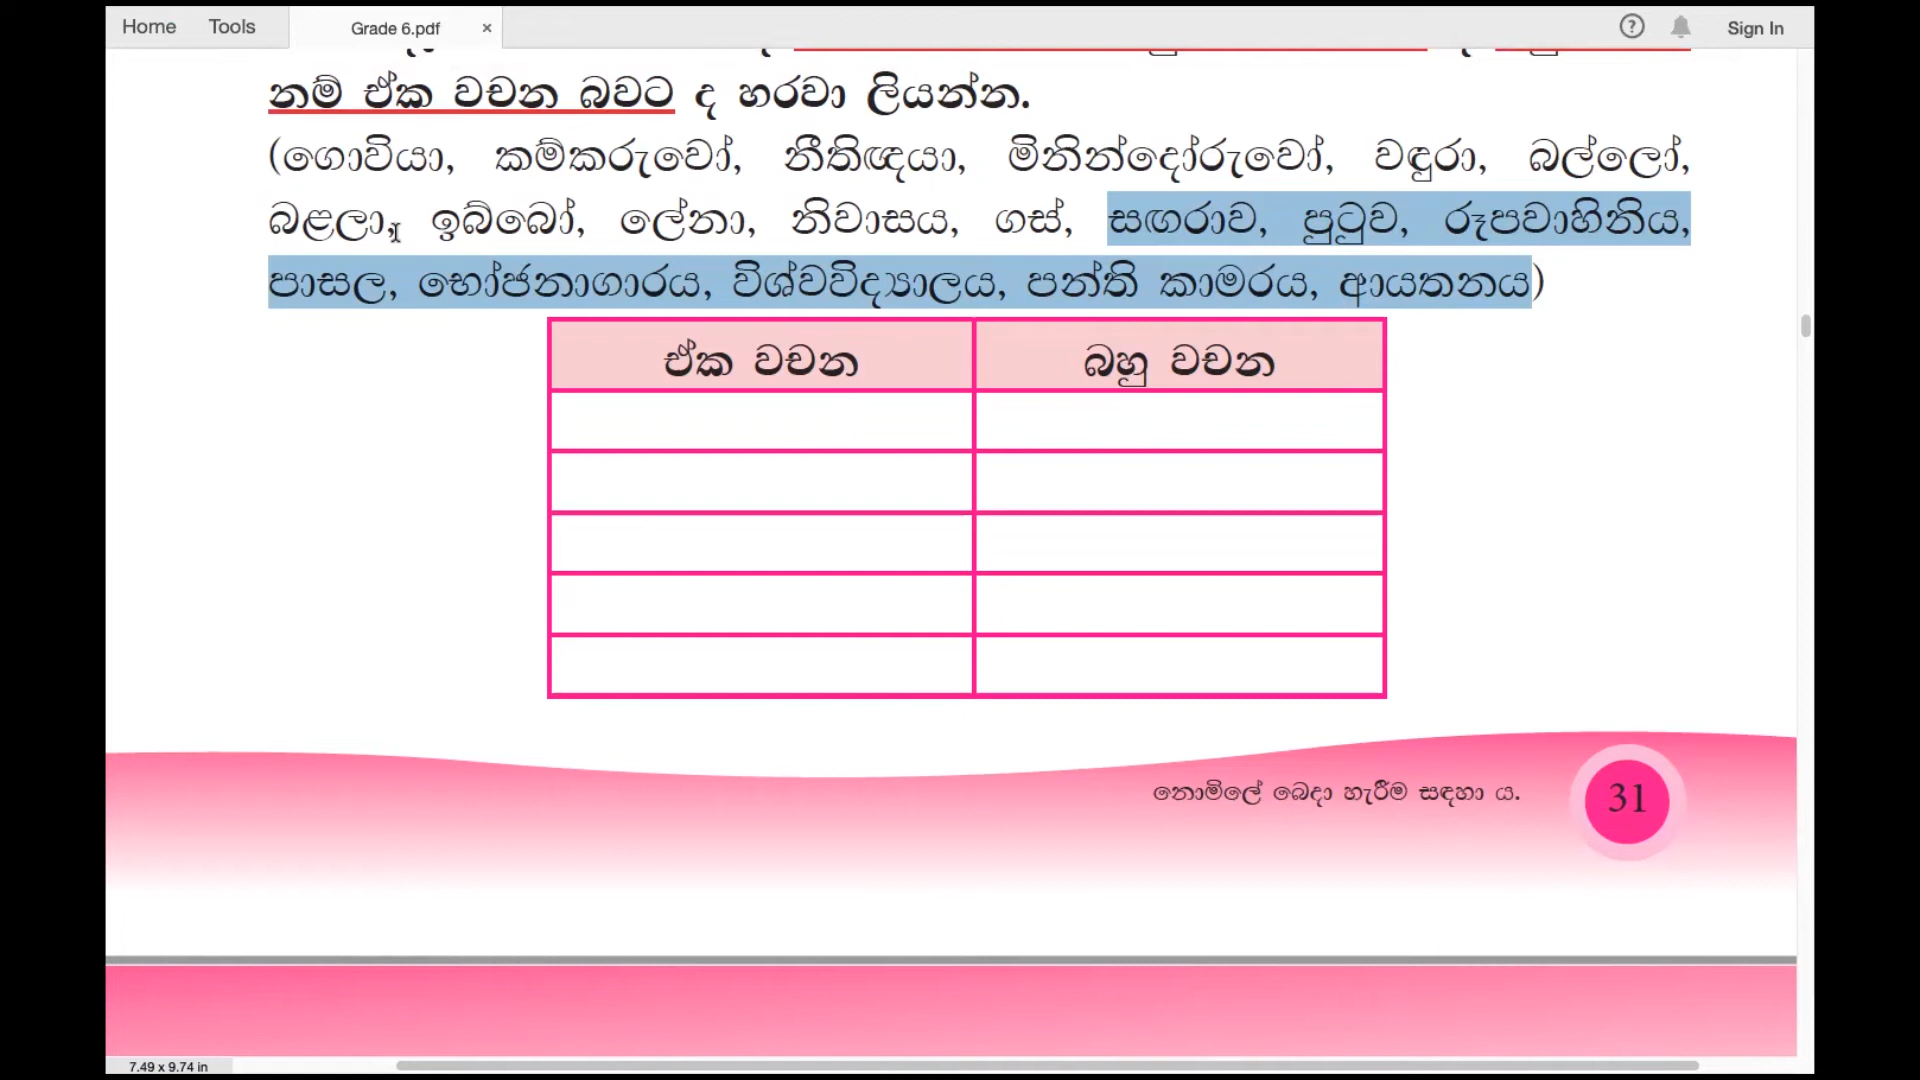 Home Tools Grade 6.pdf × ? Sign In
නම් ඒක වචන බවට ද හරවා ලියන්න.
(ගොවියා, කම්කරුවෝ, නීතිඥයා, මිනින්දෝරුවෝ, වඳුරා, බල්ලෝ,
බළලා, ඉබ්බෝ, ලේනා, නිවාසය, ගස්, සඟරාව, පුටුව, රූපවාහිනිය,
පාසල, භෝජනාගාරය, විශ්වවිද්‍යාලය, පන්ති කාමරය, ආයතනය)
ඒක වචන බහු වචන
නොමිලේ බෙදා හැරීම සඳහා ය. 31
7.49 x 9.74 in